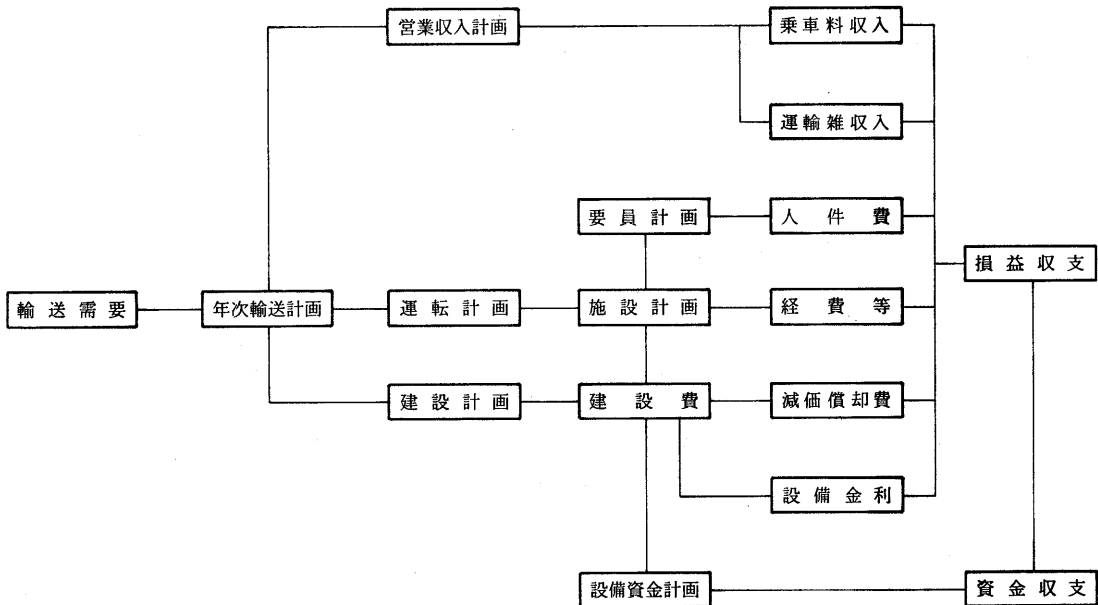 営業収入計画
乗車料収入
運輸雑収入
要員計画
人件費
損益収支
輸送需要
年次輸送計画
運転計画
施設計画
経費等
建設計画
建設費
減価償却費
設備金利
設備資金計画
資金収支